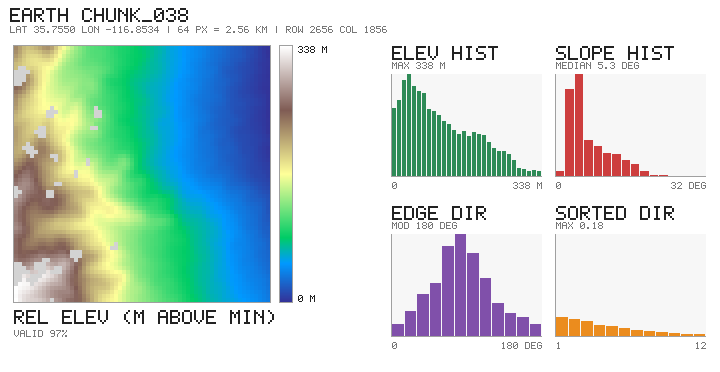 EARTH CHUNK_038
LAT 35.7550 LON -116.8534 | 64 PX = 2.56 KM | ROW 2656 COL 1856
338 M
0 M
REL ELEV (M ABOVE MIN)
VALID 97%
ELEV HIST
MAX 338 M
0 338 M
SLOPE HIST
MEDIAN 5.3 DEG
0 32 DEG
EDGE DIR
MOD 180 DEG
0 180 DEG
SORTED DIR
MAX 0.18
1 12